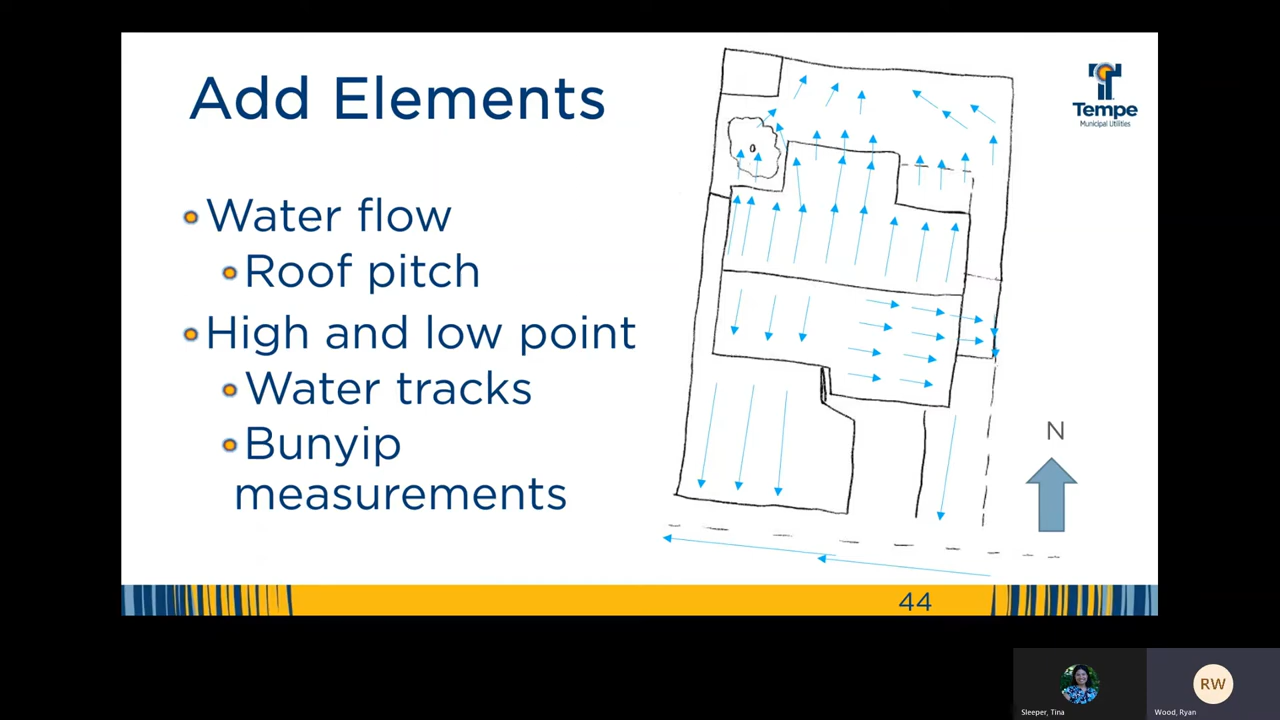 Add Elements
Tempe
Municipal Utilities
Water flow
Roof pitch
High and low point
Water tracks
Bunyip
measurements
N
44
RW
Sleeper, Tina
Wood, Ryan